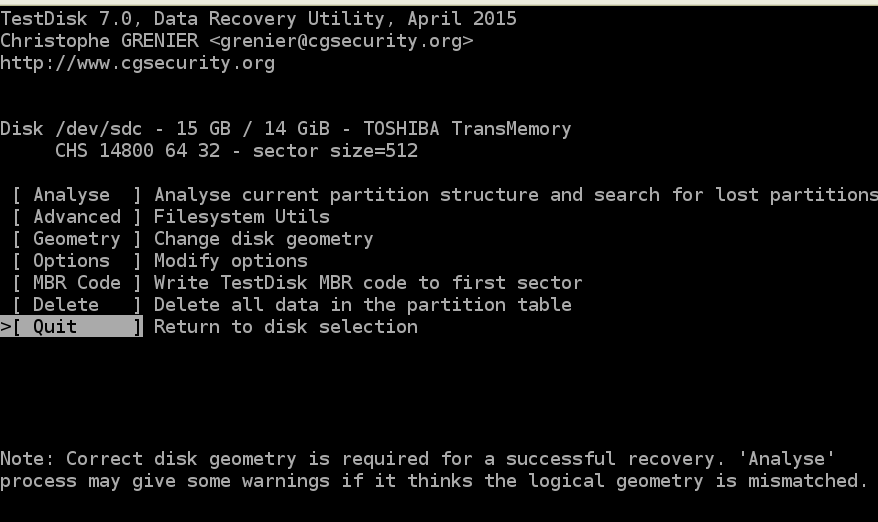 TestDisk 7.0, Data Recovery Utility, April 2015
Christophe GRENIER <grenier@cgsecurity.org>
http://www.cgsecurity.org
Disk /dev/sdc - 15 GB / 14 GiB - TOSHIBA TransMemory
CHS 14800 64 32 - sector size=512
[ Analyse  ] Analyse current partition structure and search for lost partitions
[ Advanced ] Filesystem Utils
[ Geometry ] Change disk geometry
[ Options  ] Modify options
[ MBR Code ] Write TestDisk MBR code to first sector
[ Delete   ] Delete all data in the partition table
>[ Quit     ] Return to disk selection
Note: Correct disk geometry is required for a successful recovery. 'Analyse'
process may give some warnings if it thinks the logical geometry is mismatched.